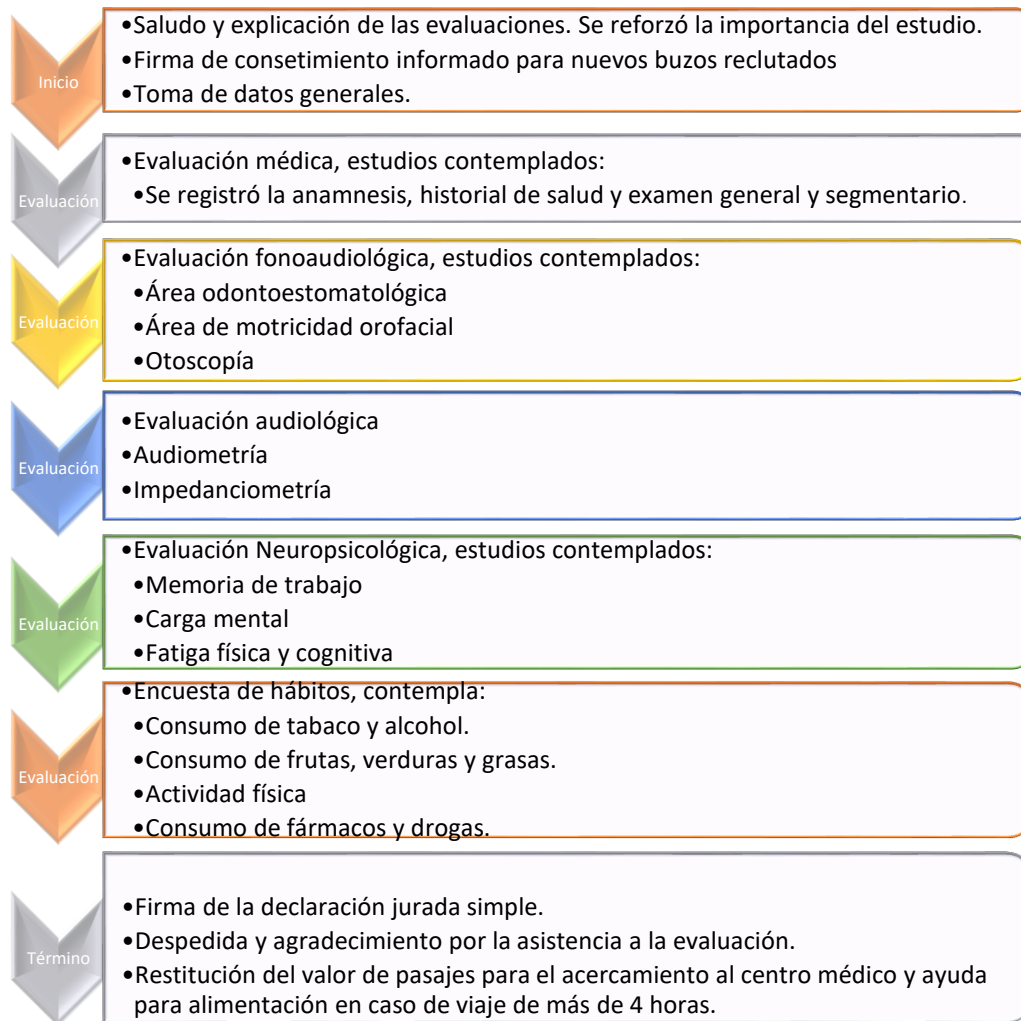 Inicio
•Saludo y explicación de las evaluaciones. Se reforzó la importancia del estudio.
•Firma de consetimiento informado para nuevos buzos reclutados
•Toma de datos generales.
Evaluación
•Evaluación médica, estudios contemplados:
•Se registró la anamnesis, historial de salud y examen general y segmentario.
Evaluación
•Evaluación fonoaudiológica, estudios contemplados:
•Área odontoestomatológica
•Área de motricidad orofacial
•Otoscopía
Evaluación
•Evaluación audiológica
•Audiometría
•Impedanciometría
Evaluación
•Evaluación Neuropsicológica, estudios contemplados:
•Memoria de trabajo
•Carga mental
•Fatiga física y cognitiva
Evaluación
•Encuesta de hábitos, contempla:
•Consumo de tabaco y alcohol.
•Consumo de frutas, verduras y grasas.
•Actividad física
•Consumo de fármacos y drogas.
Término
•Firma de la declaración jurada simple.
•Despedida y agradecimiento por la asistencia a la evaluación.
•Restitución del valor de pasajes para el acercamiento al centro médico y ayuda
para alimentación en caso de viaje de más de 4 horas.